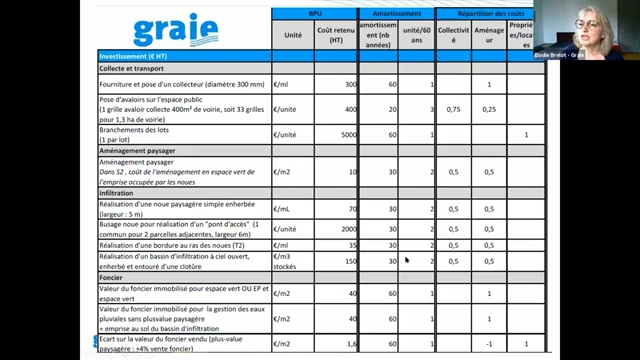 graie
BPU
Amortissement
Répartition des coûts
Unité
Coût retenu (HT)
amortissement (nb années)
unité/60 ans
Collectivité
Aménageur
Propriétés/locataires
Elodie Brelot - Graie
Investissement (€ HT)
Collecte et transport
Fourniture et pose d'un collecteur (diamètre 300 mm) €/ml 300 60 1 1
Pose d'avaloirs sur l'espace public
(1 grille avaloir collecte 400m² de voirie, soit 33 grilles
pour 1,3 ha de voirie) €/unité 400 20 3 0,75 0,25
Branchements des lots
(1 par lot) €/unité 5000 60 1 1
Aménagement paysager
Aménagement paysager
Dans S2 , coût de l'aménagement en espace vert de
l'emprise occupée par les noues €/m2 10 30 2 0,5 0,5
Infiltration
Réalisation d'une noue paysagère simple enherbée
(largeur : 5 m) €/mL 70 30 2 0,5 0,5
Busage noue pour réalisation d'un "pont d'accès" (1
commun pour 2 parcelles adjacentes, largeur 6m) €/unité 2000 30 2 0,5 0,5
Réalisation d'une bordure au ras des noues (T2) €/ml 35 30 2 0,5 0,5
Réalisation d'un bassin d'infiltration à ciel ouvert,
enherbé et entouré d'une clotûre €/m3 stockés 150 30 2 0,5 0,5
Foncier
Valeur du foncier immobilisé pour espace vert OU EP et
espace vert €/m2 40 60 1 1
Valeur du foncier immobilisé pour la gestion des eaux
pluviales sans plusvalue paysagère
= emprise au sol du bassin d'infiltration €/m2 40 60 1 1
Ecart sur la valeur du foncier vendu (plus-value
paysagère : +4% vente foncier) €/m2 1,6 60 1 -1 1